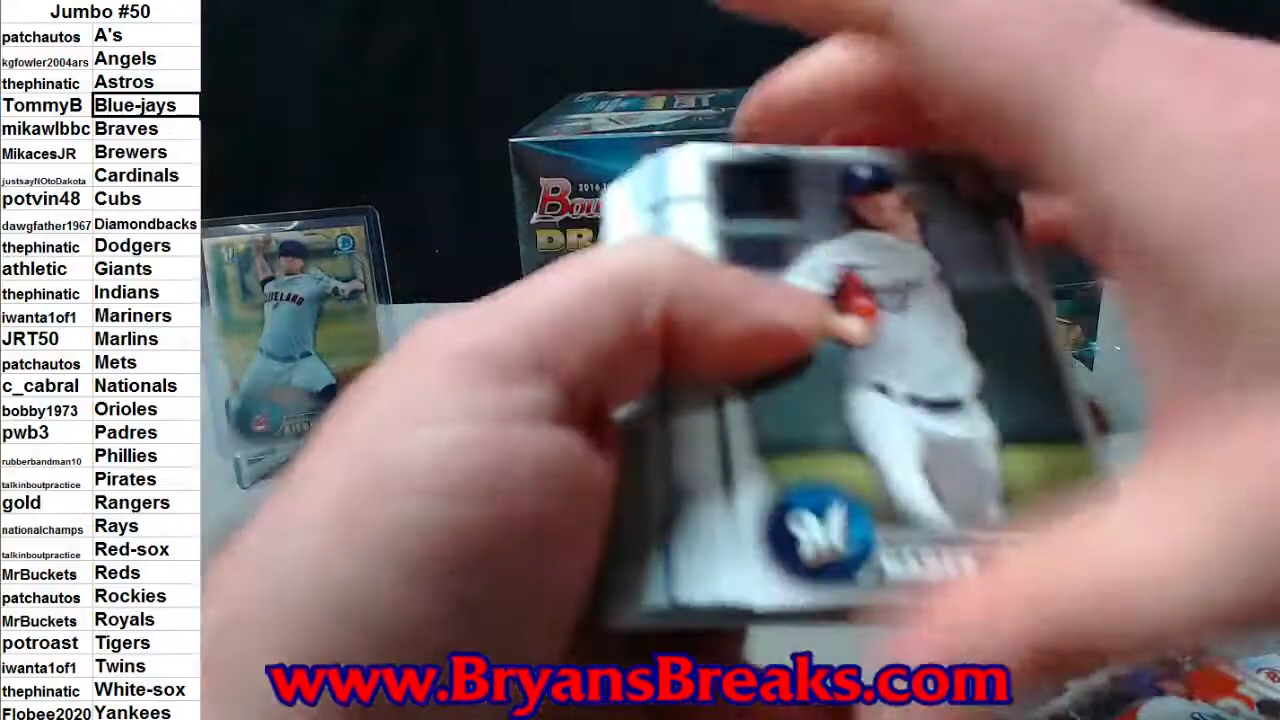 Jumbo #50
patchautos A's
kgfowler2004ars Angels
thephinatic Astros
TommyB Blue-jays
mikawlbbc Braves
MikacesJR Brewers
justsayNOtoDakota Cardinals
potvin48 Cubs
dawgfather1967 Diamondbacks
thephinatic Dodgers
athletic Giants
thephinatic Indians
iwanta1of1 Mariners
JRT50 Marlins
patchautos Mets
c_cabral Nationals
bobby1973 Orioles
pwb3 Padres
rubberbandman10 Phillies
talkinboutpractice Pirates
gold Rangers
nationalchamps Rays
talkinboutpractice Red-sox
MrBuckets Reds
patchautos Rockies
MrBuckets Royals
potroast Tigers
iwanta1of1 Twins
thephinatic White-sox
Flobee2020 Yankees
2016
www.BryansBreaks.com